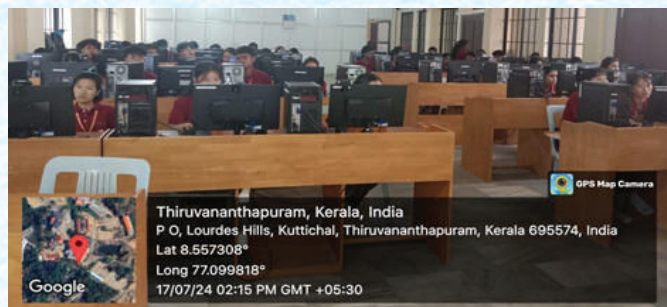 GPS Map Camera
Thiruvananthapuram, Kerala, India
P O, Lourdes Hills, Kuttichal, Thiruvananthapuram, Kerala 695574, India
Lat 8.557308°
Long 77.099818°
17/07/24 02:15 PM GMT +05:30
Google